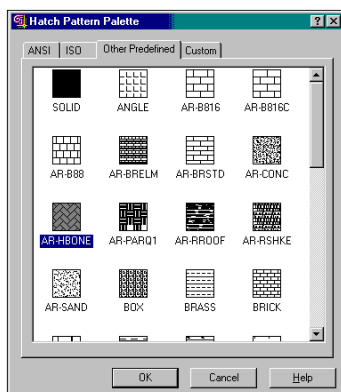 Hatch Pattern Palette
ANSI ISO Other Predefined Custom
SOLID ANGLE AR-B816 AR-B816C
AR-B88 AR-BRELM AR-BRSTD AR-CONC
AR-HBONE AR-PARQ1 AR-RROOF AR-RSHKE
AR-SAND BOX BRASS BRICK
OK Cancel Help